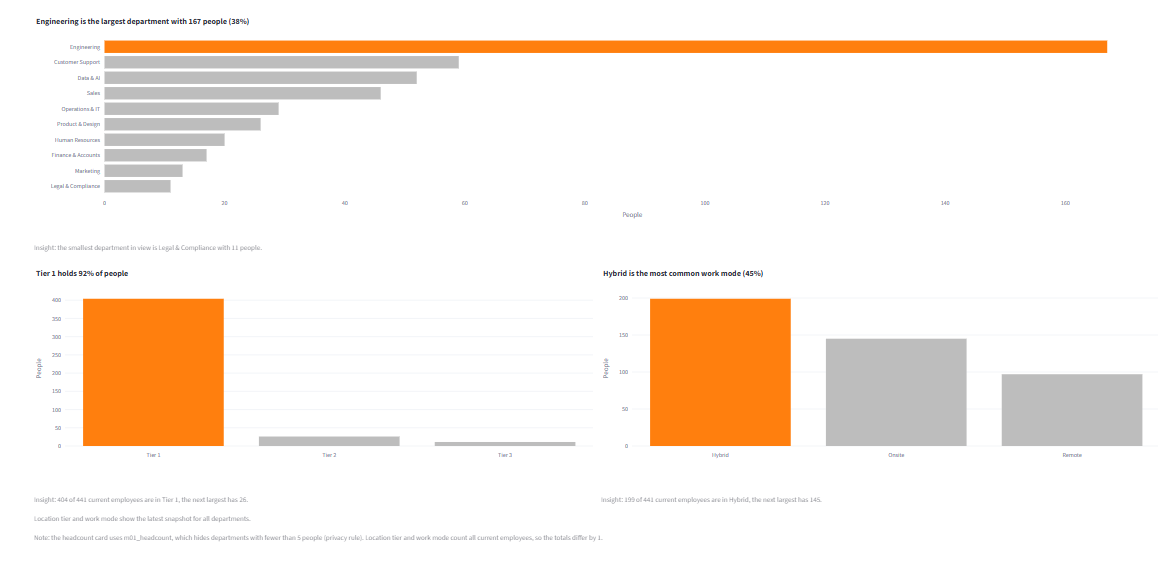 Engineering is the largest department with 167 people (38%)
Engineering
Customer Support
Data & AI
Sales
Operations & IT
Product & Design
Human Resources
Finance & Accounts
Marketing
Legal & Compliance
0 20 40 60 80 100 120 140 160
People
Insight: the smallest department in view is Legal & Compliance with 11 people.
Tier 1 holds 92% of people
400
350
300
250
200
150
100
50
0
People
Tier 1 Tier 2 Tier 3
Insight: 404 of 441 current employees are in Tier 1, the next largest has 26.
Hybrid is the most common work mode (45%)
200
150
100
50
0
People
Hybrid Onsite Remote
Insight: 199 of 441 current employees are in Hybrid, the next largest has 145.
Location tier and work mode show the latest snapshot for all departments.
Note: the headcount card uses m01_headcount, which hides departments with fewer than 5 people (privacy rule). Location tier and work mode count all current employees, so the totals differ by 1.